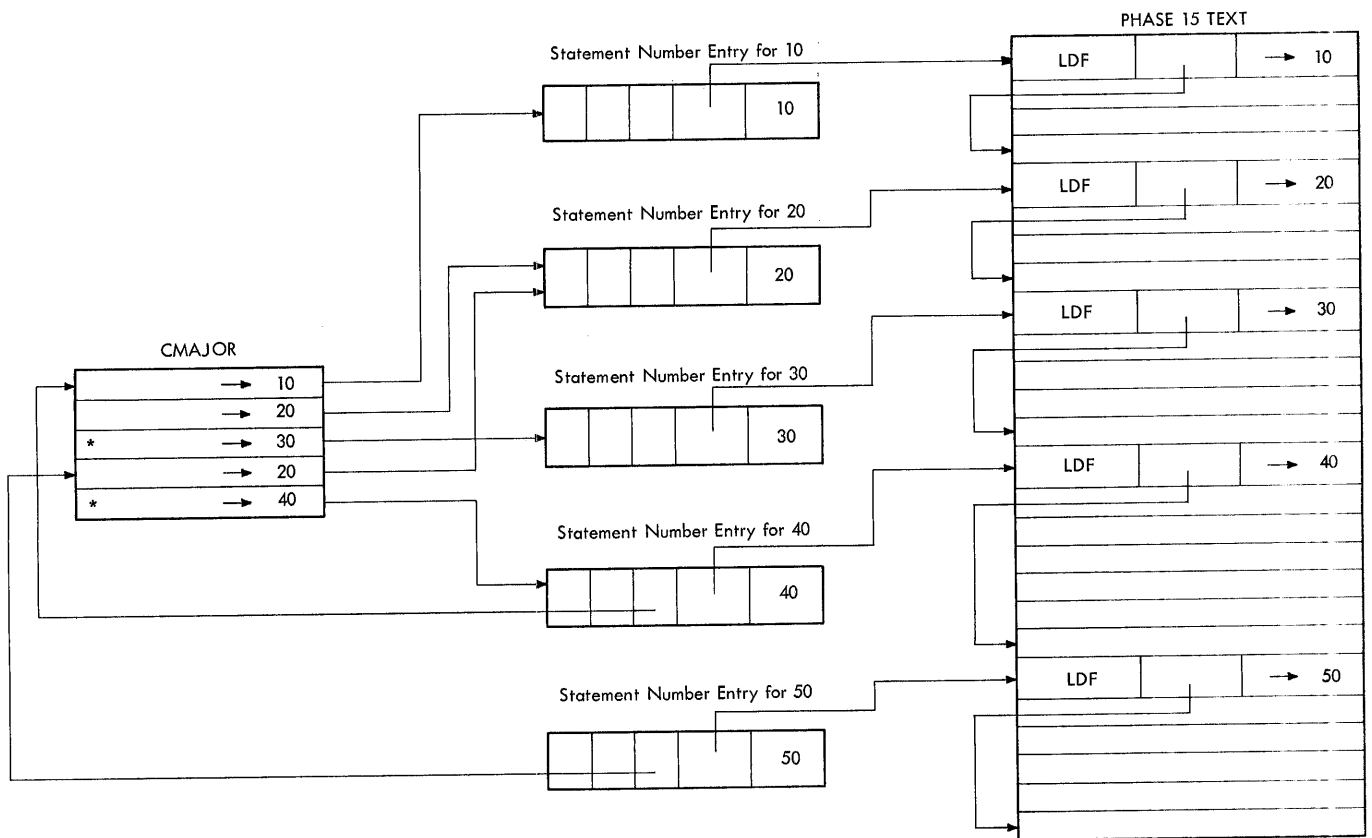 PHASE 15 TEXT
Statement Number Entry for 10
10
LDF → 10
Statement Number Entry for 20
20
LDF → 20
Statement Number Entry for 30
30
LDF → 30
CMAJOR
→ 10
→ 20
* → 30
→ 20
* → 40
Statement Number Entry for 40
40
LDF → 40
Statement Number Entry for 50
50
LDF → 50